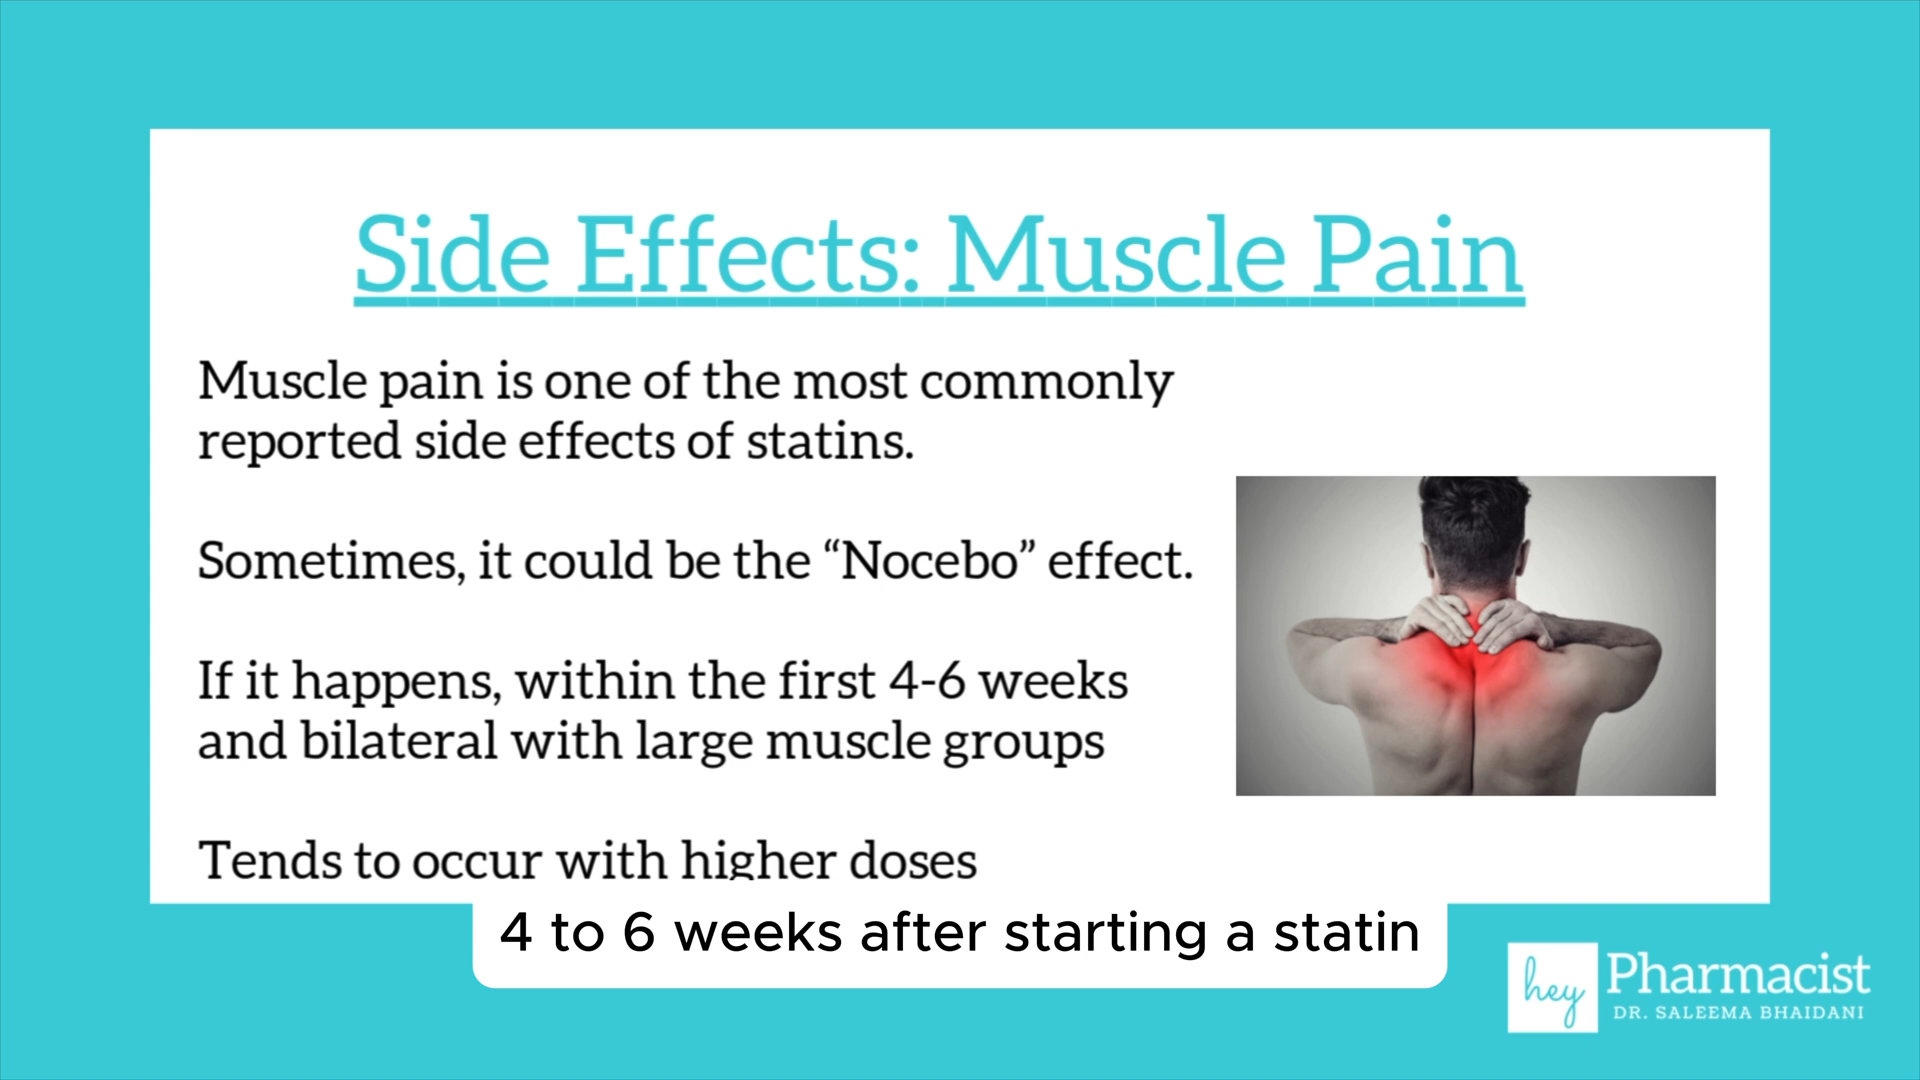 Side Effects: Muscle Pain
Muscle pain is one of the most commonly
reported side effects of statins.
Sometimes, it could be the “Nocebo” effect.
If it happens, within the first 4-6 weeks
and bilateral with large muscle groups
Tends to occur with higher doses
4 to 6 weeks after starting a statin
hey Pharmacist
DR. SALEEMA BHAIDANI